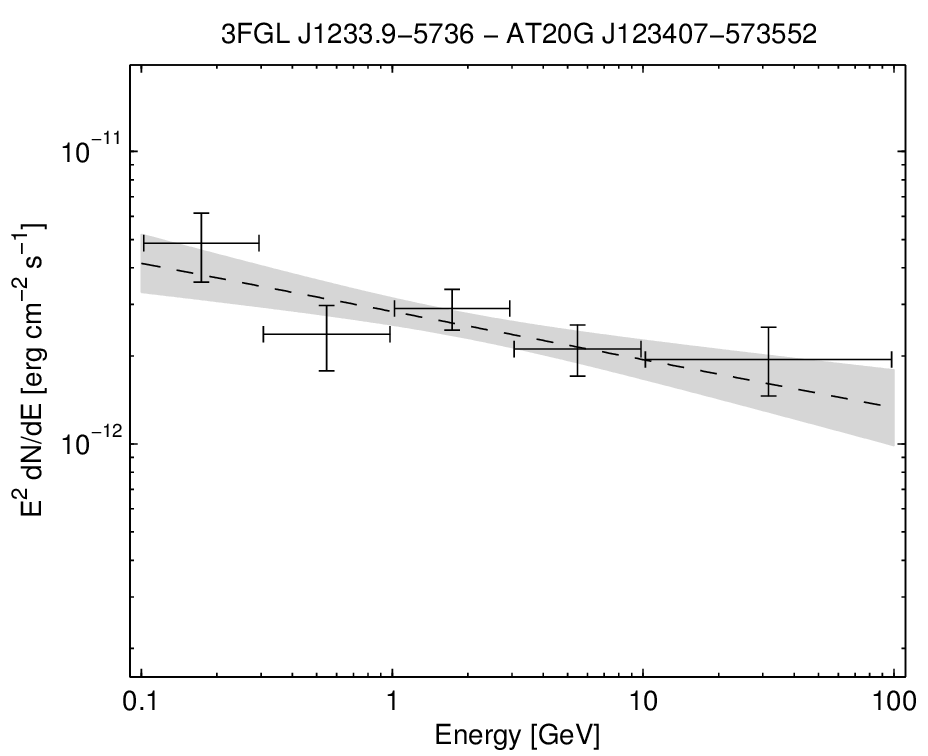 3FGL J1233.9−5736 − AT20G J123407−573552
10⁻¹¹
10⁻¹²
E² dN/dE [erg cm⁻² s⁻¹]
0.1 1 10 100
Energy [GeV]